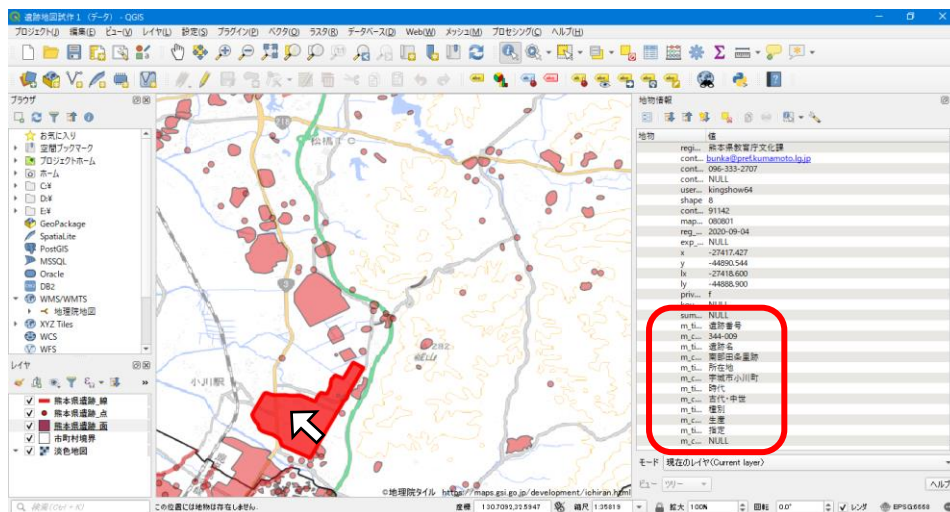 遺跡地図試作1 (データ) - QGIS
プロジェクト(J) 編集(E) ビュー(V) レイヤ(L) 設定(S) プラグイン(P) ベクタ(O) ラスタ(R) データベース(D) Web(W) メッシュ(M) プロセシング(C) ヘルプ(H)
ブラウザ
お気に入り
空間ブックマーク
プロジェクトホーム
ホーム
C:¥
D:¥
E:¥
GeoPackage
SpatiaLite
PostGIS
MSSQL
Oracle
DB2
WMS/WMTS
地理院地図
XYZ Tiles
WCS
WFS
レイヤ
熊本県遺跡_線
熊本県遺跡_点
熊本県遺跡_面
市町村境界
淡色地図
218
松橋TC
3
282
小川駅
©地理院タイル https://maps.gsi.go.jp/development/ichiran.html
地物情報
地物 値
regi... 熊本県教育庁文化課
cont... bunka@pref.kumamoto.lg.jp
cont... 096-333-2707
cont... NULL
user... kingshow64
shape 8
cont... 91142
map... 080801
reg_... 2020-09-04
exp_... NULL
x -27417.427
y -44890.544
lx -27418.600
ly -44888.900
priv... f
NULL
sum... NULL
m_ti... 遺跡番号
m_c... 344-009
m_ti... 遺跡名
m_c... 南部田条里跡
m_ti... 所在地
m_c... 宇城市小川町
m_ti... 時代
m_c... 古代・中世
m_ti... 種別
m_c... 生産
m_ti... 指定
m_c... NULL
モード 現在のレイヤ(Current layer)
ビュー ツリー ヘルプ
検索(Ctrl + K) この位置には地物は存在しません. 座標 130.7092,32.5947 縮尺 1:35819 拡大 100% 回転 0.0° レンダ EPSG:6668